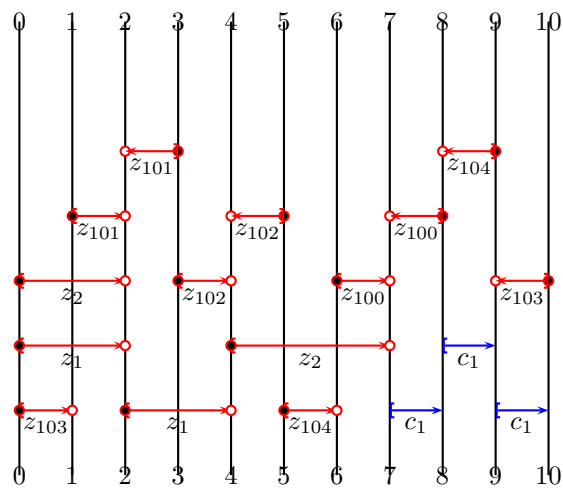 0 1 2 3 4 5 6 7 8 9 10
z₁₀₁ z₁₀₄
z₁₀₁ z₁₀₂ z₁₀₀
z₂ z₁₀₂ z₁₀₀ z₁₀₃
z₁ z₂ c₁
z₁₀₃ z₁ z₁₀₄ c₁ c₁
0 1 2 3 4 5 6 7 8 9 10